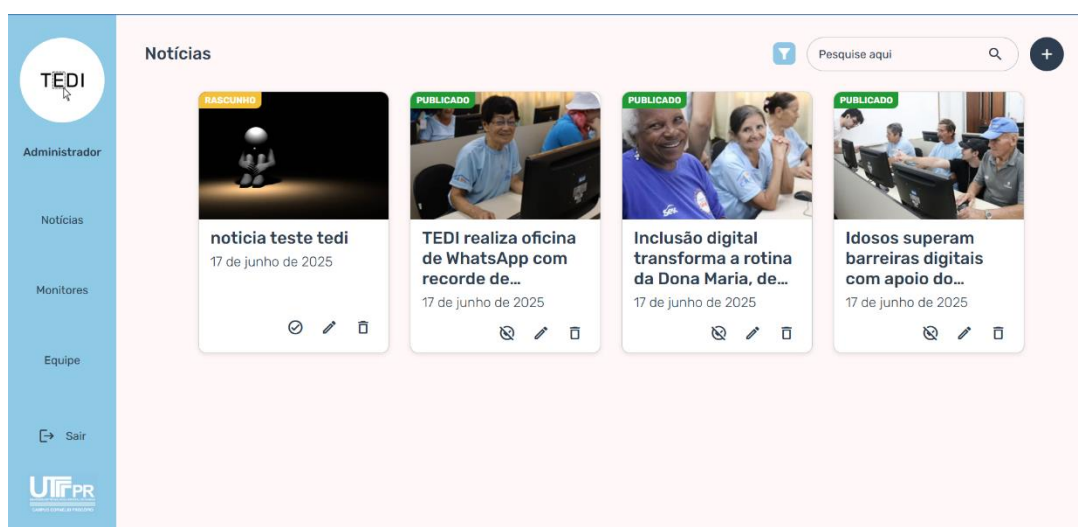 TEDI
Administrador
Notícias
Monitores
Equipe
Sair
UTFPR
Notícias
Pesquise aqui
RASCUNHO
noticia teste tedi
17 de junho de 2025
PUBLICADO
TEDI realiza oficina
de WhatsApp com
recorde de...
17 de junho de 2025
PUBLICADO
Inclusão digital
transforma a rotina
da Dona Maria, de...
17 de junho de 2025
PUBLICADO
Idosos superam
barreiras digitais
com apoio do...
17 de junho de 2025